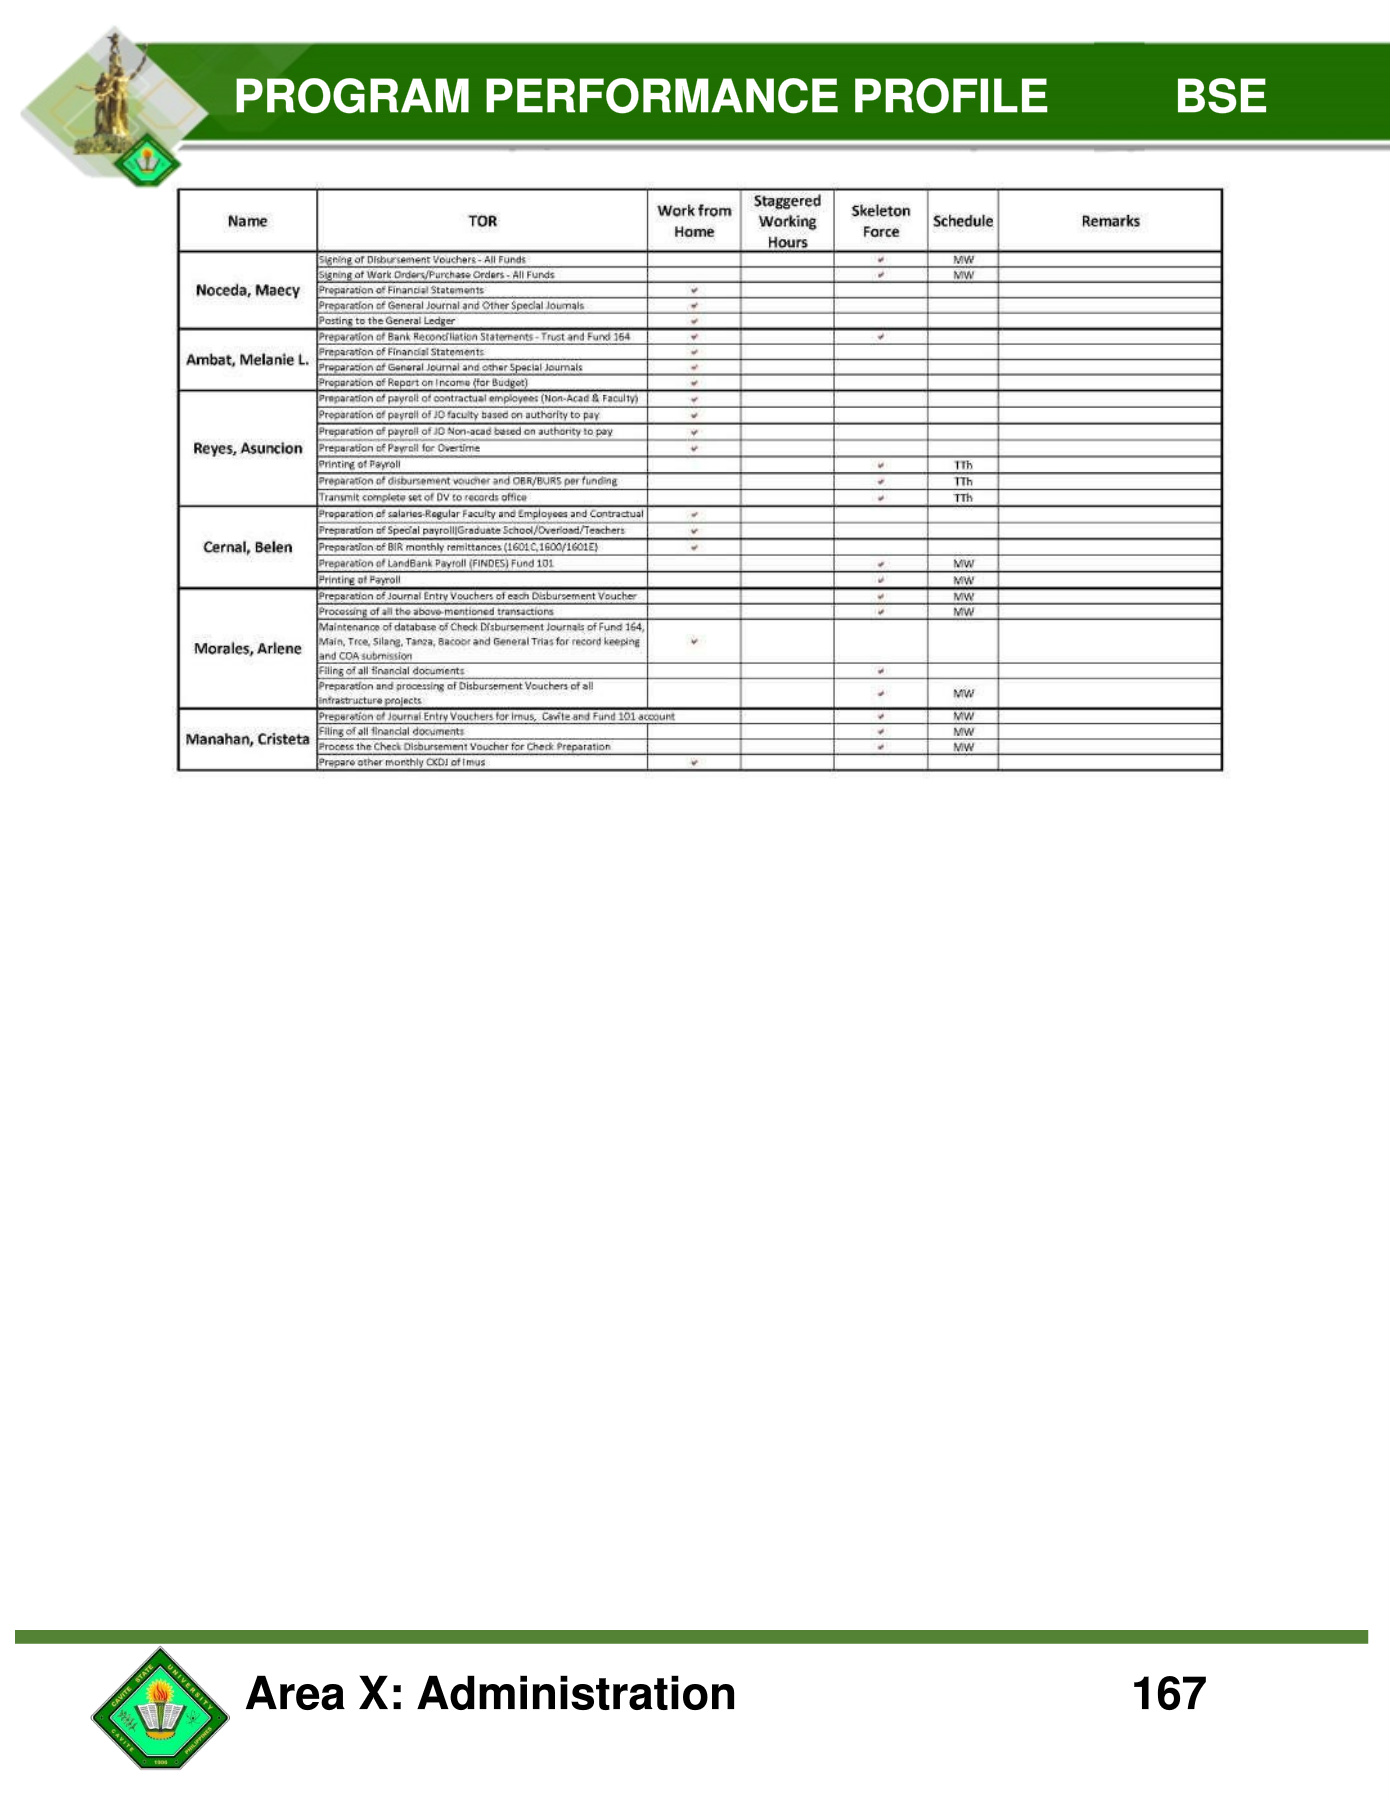 PROGRAM PERFORMANCE PROFILE BSE
Name TOR Work from Home Staggered Working Hours Skeleton Force Schedule Remarks
Noceda, Maecy
Signing of Disbursement Vouchers - All Funds ✔ MW
Signing of Work Orders/Purchase Orders - All Funds ✔ MW
Preparation of Financial Statements ✔
Preparation of General Journal and Other Special Journals ✔
Posting to the General Ledger ✔
Ambat, Melanie L.
Preparation of Bank Reconciliation Statements - Trust and Fund 164 ✔ ✔
Preparation of Financial Statements ✔
Preparation of General Journal and other Special Journals ✔
Preparation of Report on Income (for Budget) ✔
Reyes, Asuncion
Preparation of payroll of contractual employees (Non-Acad & Faculty) ✔
Preparation of payroll of JO faculty based on authority to pay ✔
Preparation of payroll of JO Non-acad based on authority to pay ✔
Preparation of Payroll for Overtime ✔
Printing of Payroll ✔ TTh
Preparation of disbursement voucher and OBR/BURS per funding ✔ TTh
Transmit complete set of DV to records office ✔ TTh
Cernal, Belen
Preparation of salaries-Regular Faculty and Employees and Contractual ✔
Preparation of Special payroll|Graduate School/Overload/Teachers ✔
Preparation of BIR monthly remittances (1601C,1600/1601E) ✔
Preparation of LandBank Payroll (FINDES) Fund 101 ✔ MW
Printing of Payroll ✔ MW
Morales, Arlene
Preparation of Journal Entry Vouchers of each Disbursement Voucher ✔ MW
Processing of all the above-mentioned transactions ✔ MW
Maintenance of database of Check Disbursement Journals of Fund 164,
Main, Trce, Silang, Tanza, Bacoor and General Trias for record keeping ✔
and COA submission
Filing of all financial documents ✔
Preparation and processing of Disbursement Vouchers of all
infrastructure projects ✔ MW
Manahan, Cristeta
Preparation of Journal Entry Vouchers for Imus, Cavite and Fund 101 account ✔ MW
Filing of all financial documents ✔ MW
Process the Check Disbursement Voucher for Check Preparation ✔ MW
Prepare other monthly CKDJ of Imus ✔
CAVITE STATE UNIVERSITY
CAVITE 1906 PHILIPPINES
Area X: Administration 167